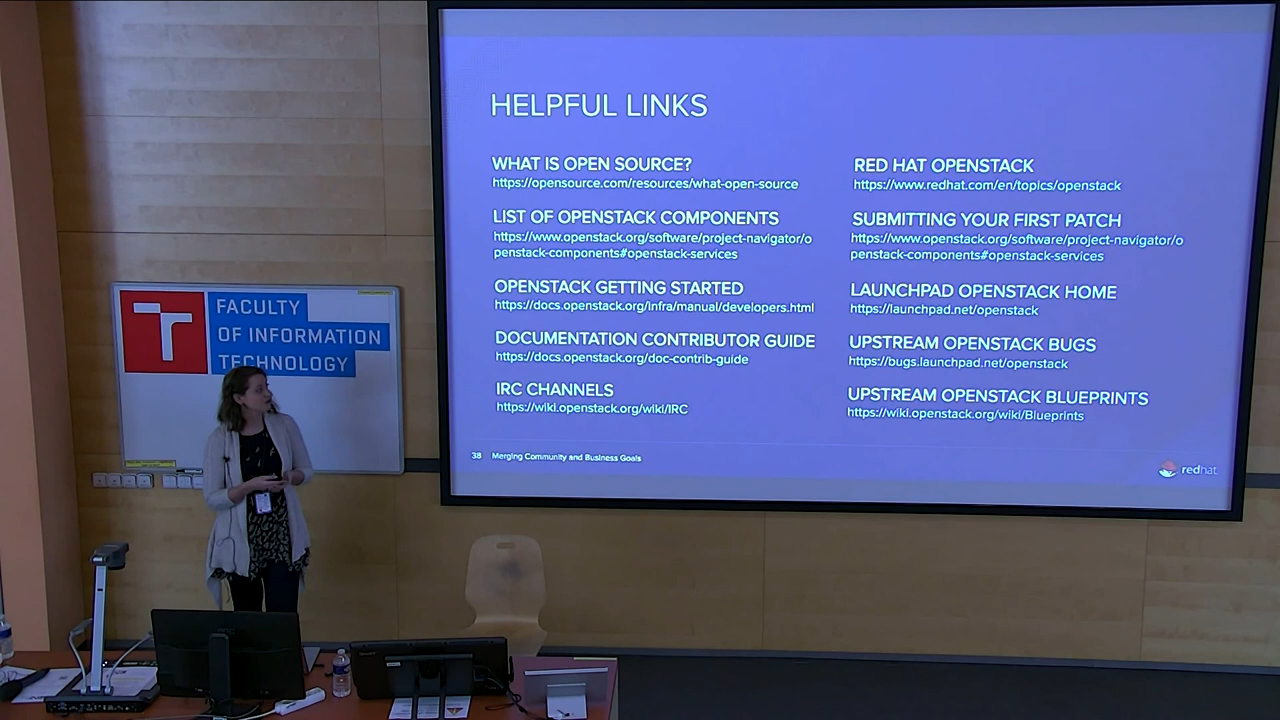 HELPFUL LINKS
WHAT IS OPEN SOURCE?
https://opensource.com/resources/what-open-source
LIST OF OPENSTACK COMPONENTS
https://www.openstack.org/software/project-navigator/o
penstack-components#openstack-services
OPENSTACK GETTING STARTED
https://docs.openstack.org/infra/manual/developers.html
DOCUMENTATION CONTRIBUTOR GUIDE
https://docs.openstack.org/doc-contrib-guide
IRC CHANNELS
https://wiki.openstack.org/wiki/IRC
RED HAT OPENSTACK
https://www.redhat.com/en/topics/openstack
SUBMITTING YOUR FIRST PATCH
https://www.openstack.org/software/project-navigator/o
penstack-components#openstack-services
LAUNCHPAD OPENSTACK HOME
https://launchpad.net/openstack
UPSTREAM OPENSTACK BUGS
https://bugs.launchpad.net/openstack
UPSTREAM OPENSTACK BLUEPRINTS
https://wiki.openstack.org/wiki/Blueprints
38 Merging Community and Business Goals
redhat
FACULTY
OF INFORMATION
TECHNOLOGY